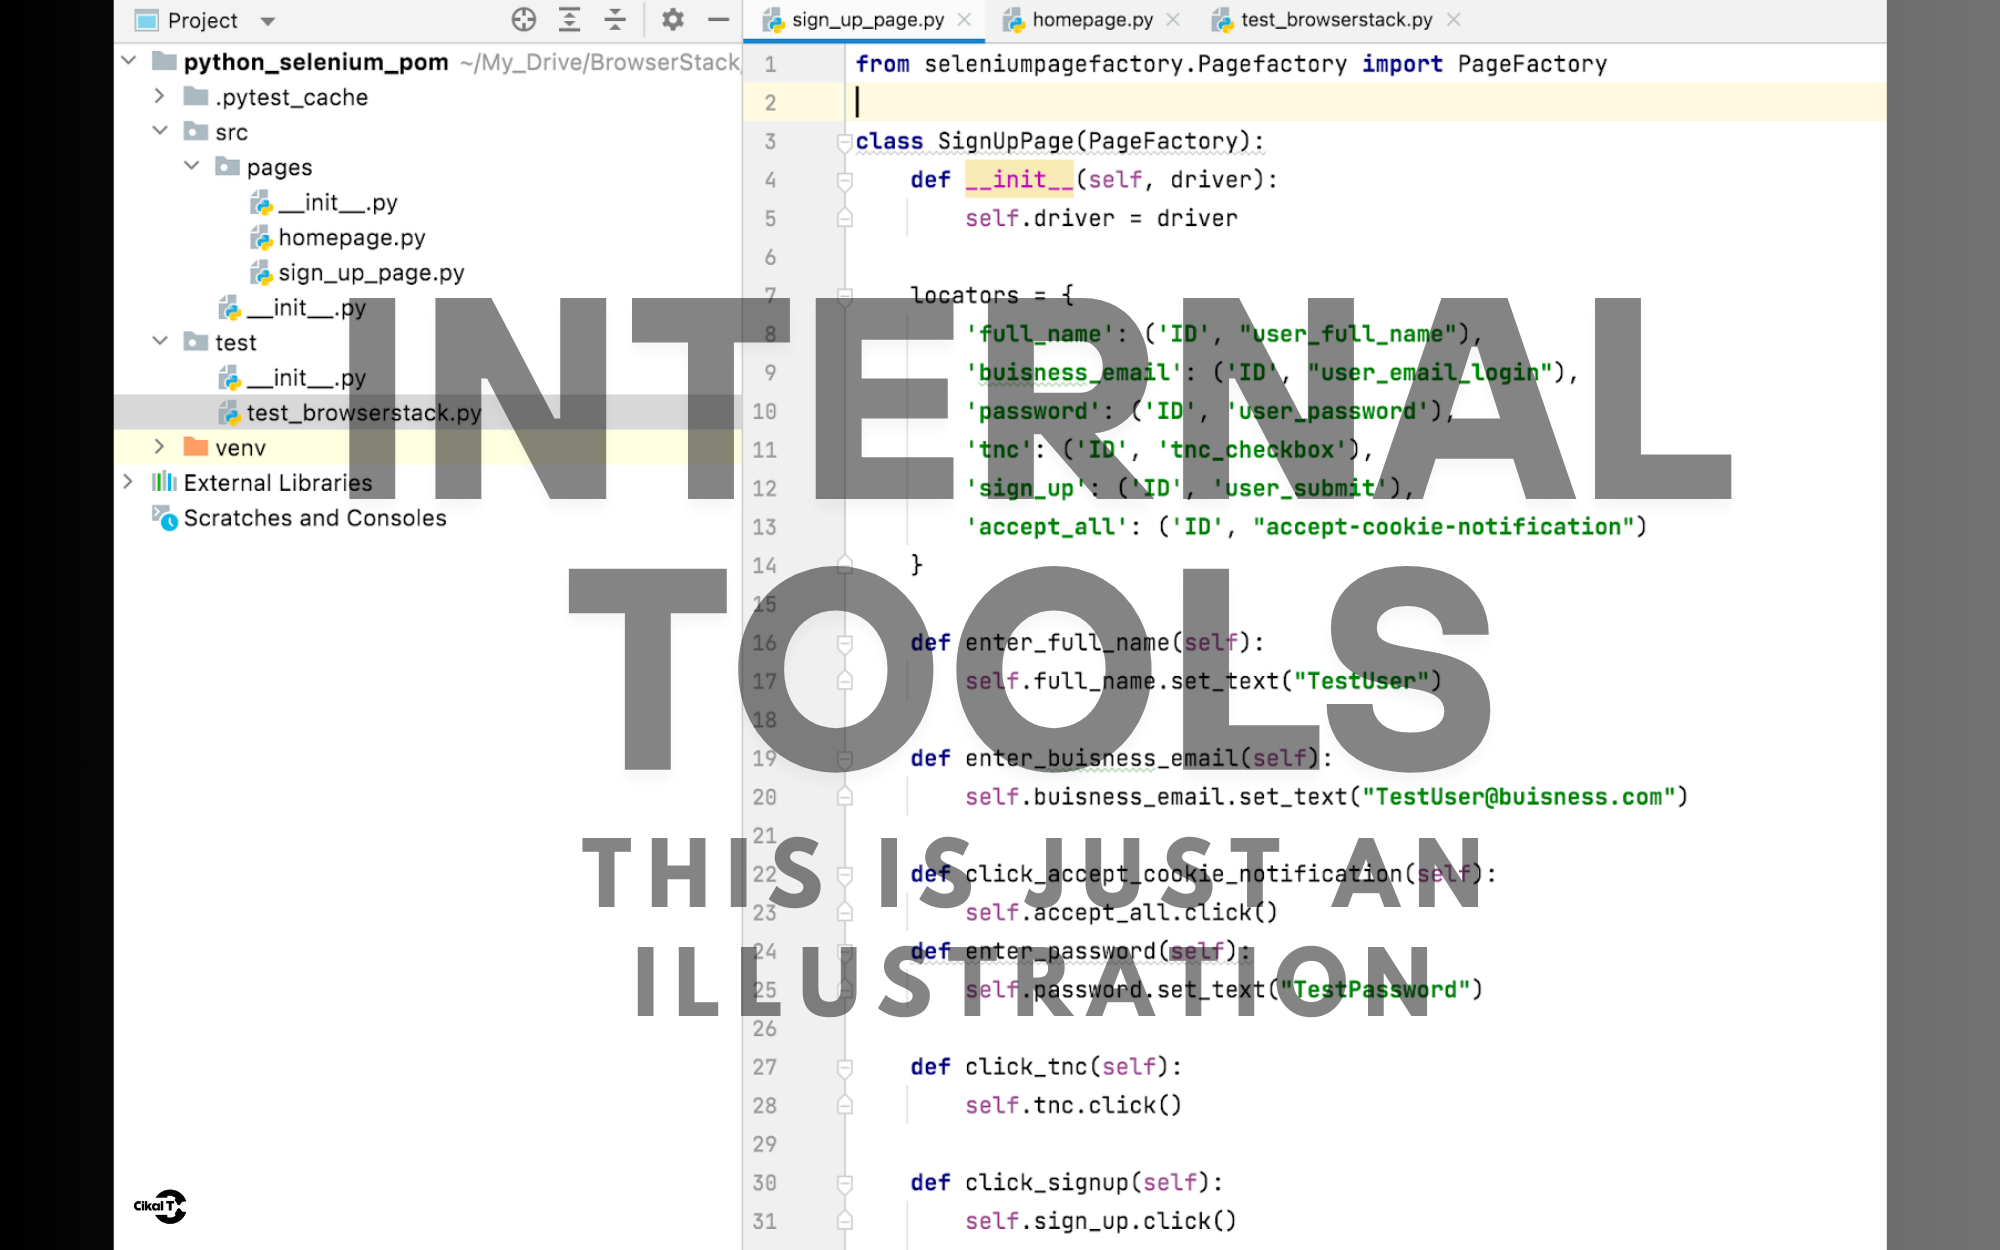 Project
python_selenium_pom ~/My_Drive/BrowserStack
.pytest_cache
src
pages
__init__.py
homepage.py
sign_up_page.py
__init__.py
test
__init__.py
test_browserstack.py
venv
External Libraries
Scratches and Consoles
sign_up_page.py homepage.py test_browserstack.py
1 from seleniumpagefactory.Pagefactory import PageFactory
2
3 class SignUpPage(PageFactory):
4 def __init__(self, driver):
5 self.driver = driver
6
7 locators = {
8 'full_name': ('ID', "user_full_name"),
9 'buisness_email': ('ID', "user_email_login"),
10 'password': ('ID', 'user_password'),
11 'tnc': ('ID', 'tnc_checkbox'),
12 'sign_up': ('ID', 'user_submit'),
13 'accept_all': ('ID', "accept-cookie-notification")
14 }
15
16 def enter_full_name(self):
17 self.full_name.set_text("TestUser")
18
19 def enter_buisness_email(self):
20 self.buisness_email.set_text("TestUser@buisness.com")
21
22 def click_accept_cookie_notification(self):
23 self.accept_all.click()
24 def enter_password(self):
25 self.password.set_text("TestPassword")
26
27 def click_tnc(self):
28 self.tnc.click()
29
30 def click_signup(self):
31 self.sign_up.click()
INTERNAL
TOOLS
THIS IS JUST AN
ILLUSTRATION
Cikal T